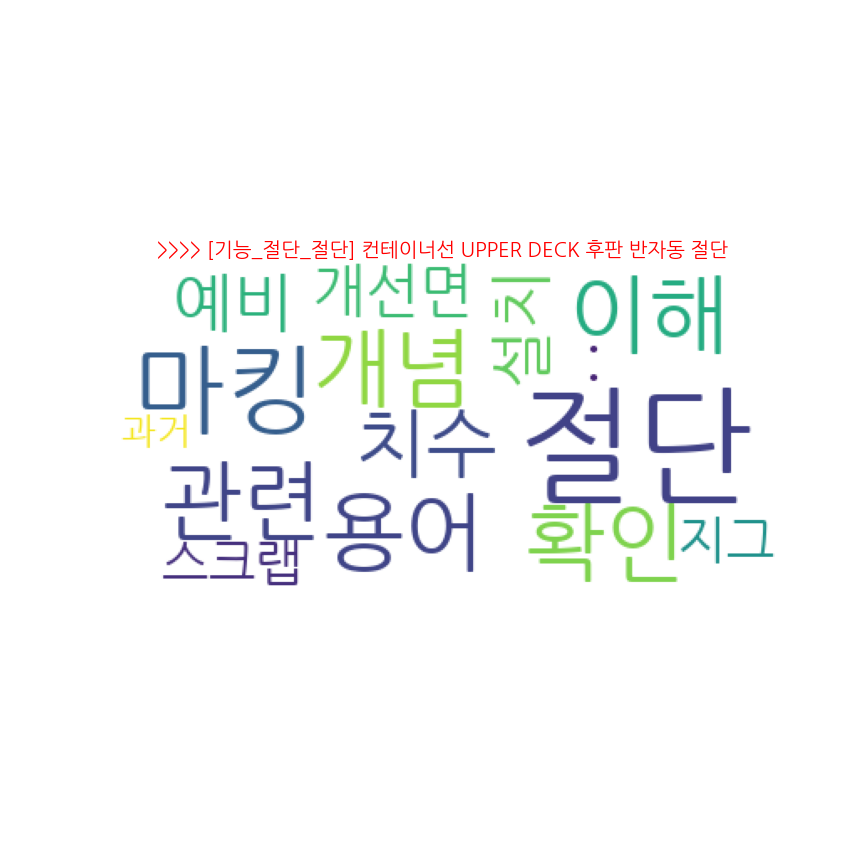 >>>> [기능_절단_절단] 컨테이너선 UPPER DECK 후판 반자동 절단
예비
개선면
설치
이해
마킹
개념
:
과거
치수
절단
관련
용어
확인
지그
스크랩